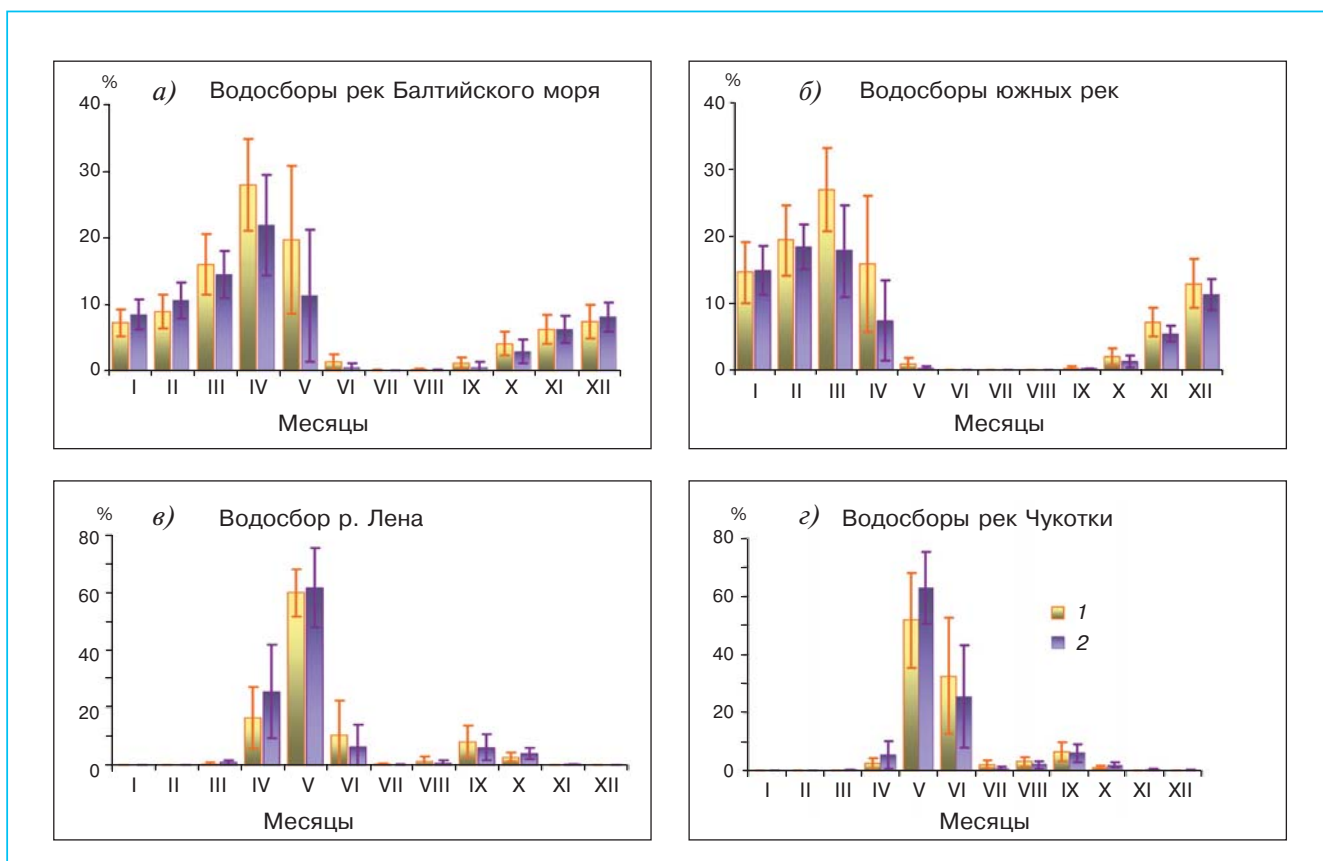 %
а) Водосборы рек Балтийского моря
40
30
20
10
0
I II III IV V VI VII VIII IX X XI XII
Месяцы
%
б) Водосборы южных рек
40
30
20
10
0
I II III IV V VI VII VIII IX X XI XII
Месяцы
%
в) Водосбор р. Лена
80
60
40
20
0
I II III IV V VI VII VIII IX X XI XII
Месяцы
%
г) Водосборы рек Чукотки
80
60
40
20
0
1
2
I II III IV V VI VII VIII IX X XI XII
Месяцы